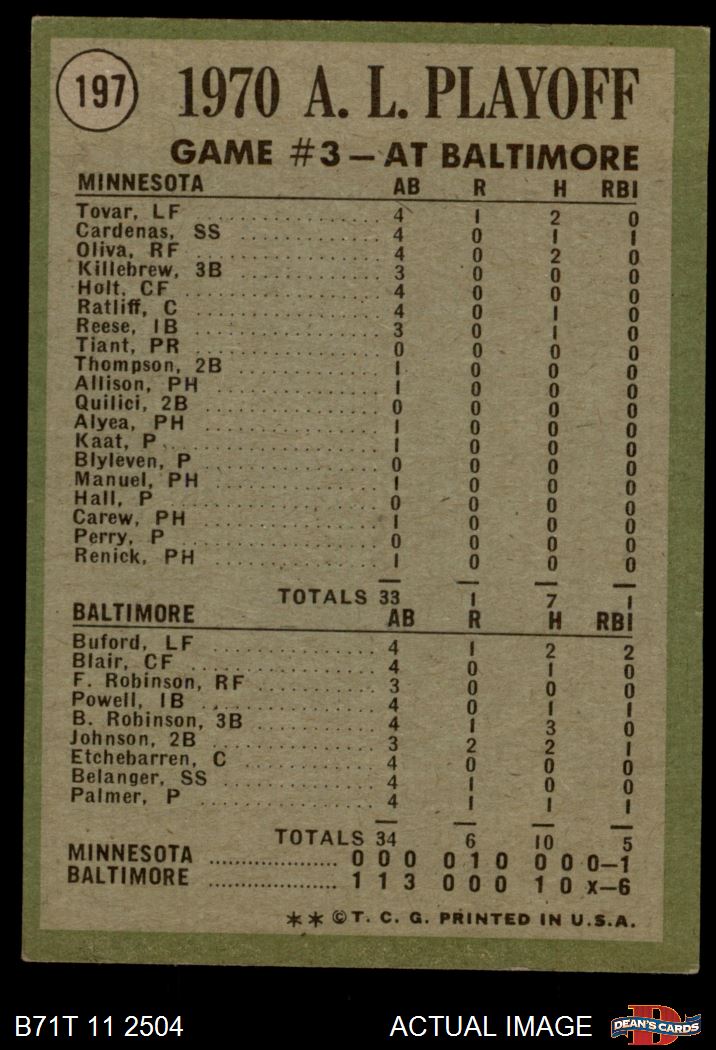 197 1970 A. L. PLAYOFF
GAME #3 – AT BALTIMORE
MINNESOTA AB R H RBI
Tovar, LF .................. 4 1 2 0
Cardenas, SS .............. 4 0 1 1
Oliva, RF .................. 4 0 2 0
Killebrew, 3B .............. 3 0 0 0
Holt, CF .................. 4 0 0 0
Ratliff, C .................. 4 0 1 0
Reese, 1B .................. 3 0 1 0
Tiant, PR .................. 0 0 0 0
Thompson, 2B .............. 1 0 0 0
Allison, PH .................. 1 0 0 0
Quilici, 2B .................. 0 0 0 0
Alyea, PH .................. 1 0 0 0
Kaat, P .................. 1 0 0 0
Blyleven, P .................. 0 0 0 0
Manuel, PH .................. 1 0 0 0
Hall, P .................. 0 0 0 0
Carew, PH .................. 1 0 0 0
Perry, P .................. 0 0 0 0
Renick, PH .................. 1 0 0 0
TOTALS 33 1 7 1
BALTIMORE AB R H RBI
Buford, LF .................. 4 1 2 2
Blair, CF .................. 4 0 1 0
F. Robinson, RF ............ 3 0 0 0
Powell, 1B .................. 4 0 1 1
B. Robinson, 3B ............ 4 1 3 0
Johnson, 2B .................. 3 2 2 1
Etchebarren, C .............. 4 0 0 0
Belanger, SS .............. 4 1 0 0
Palmer, P .................. 4 1 1 1
TOTALS 34 6 10 5
MINNESOTA .................. 0 0 0 0 1 0 0 0 0–1
BALTIMORE .................. 1 1 3 0 0 0 1 0 x–6
** © T. C. G. PRINTED IN U.S.A.
B71T 11 2504 ACTUAL IMAGE DEAN'S CARDS